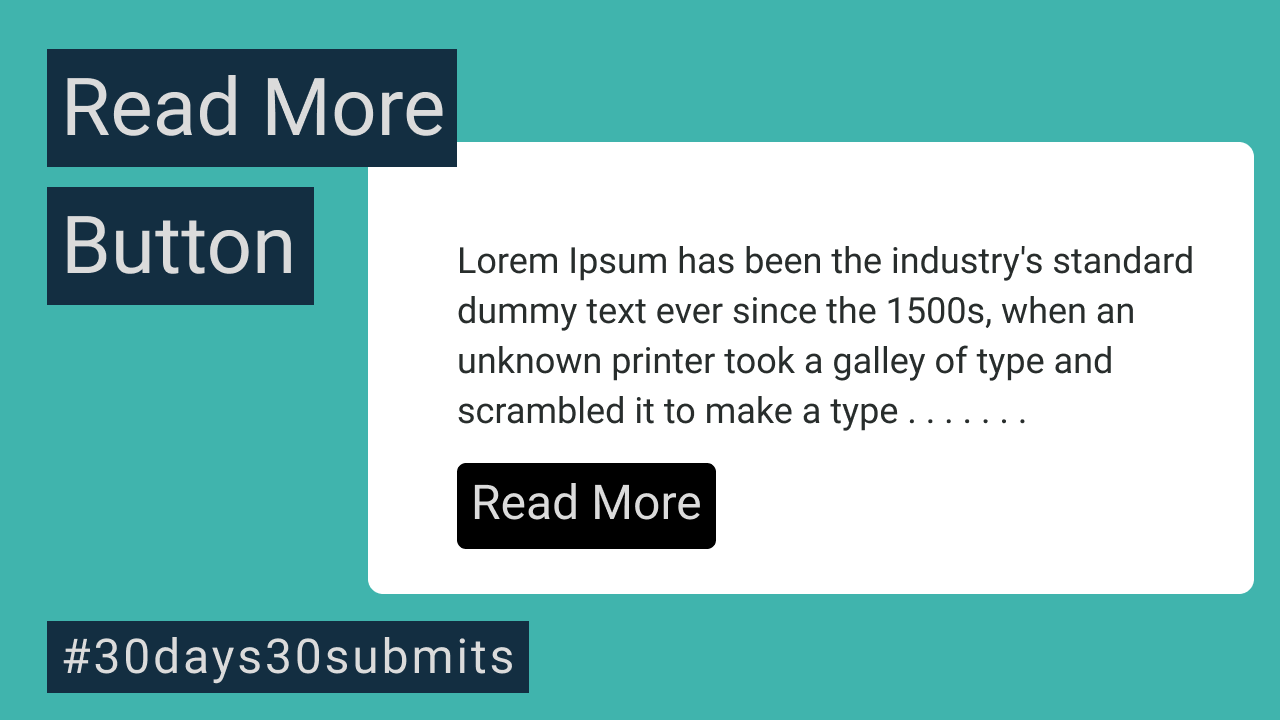 Read More
Button
Lorem Ipsum has been the industry's standard
dummy text ever since the 1500s, when an
unknown printer took a galley of type and
scrambled it to make a type . . . . . . .
Read More
#30days30submits